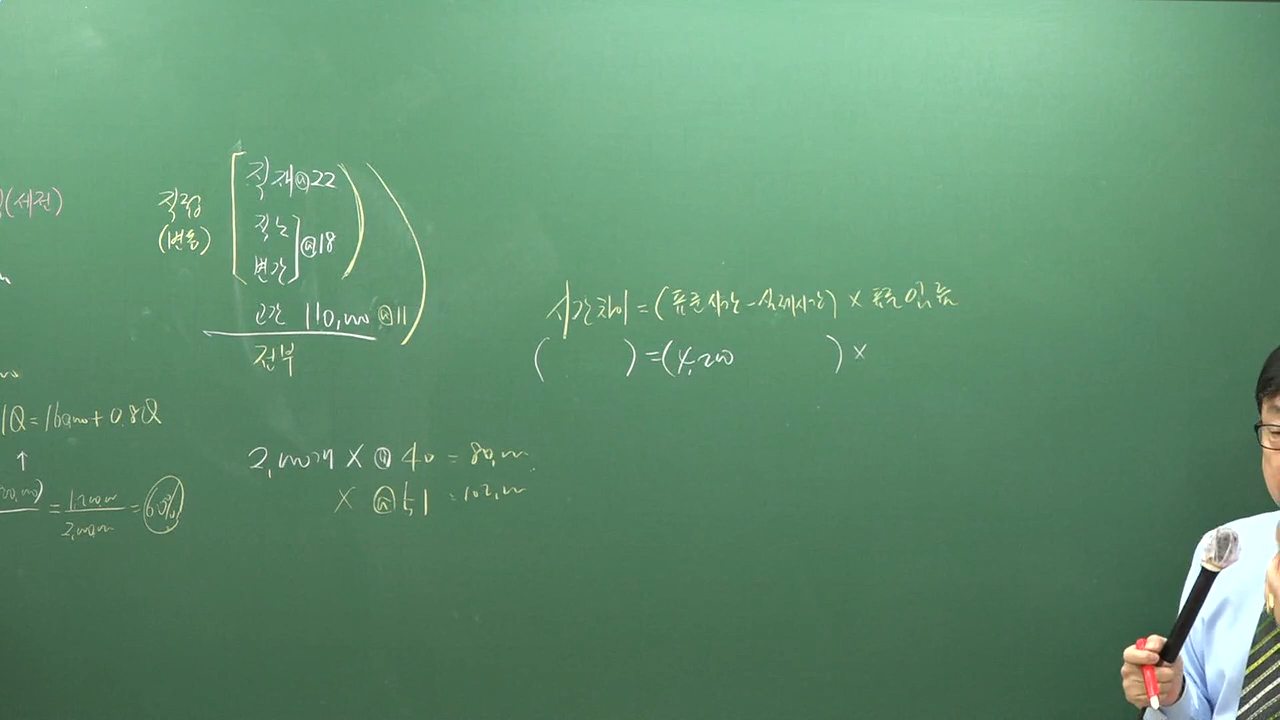 (세전)
1Q = 160,000 + 0.8Q
↑
= 1,200,000 / 2,000,000 = 60%
직접
(변동)
직재 @22
직노
변간
@18
고간 110,000 @11
전부
2,000개 X @ 40 = 80,000
X @ 51 = 102,000
시간차이 = (표준시간 - 실제시간) × 표준임률
( ) = (4,200 ) ×